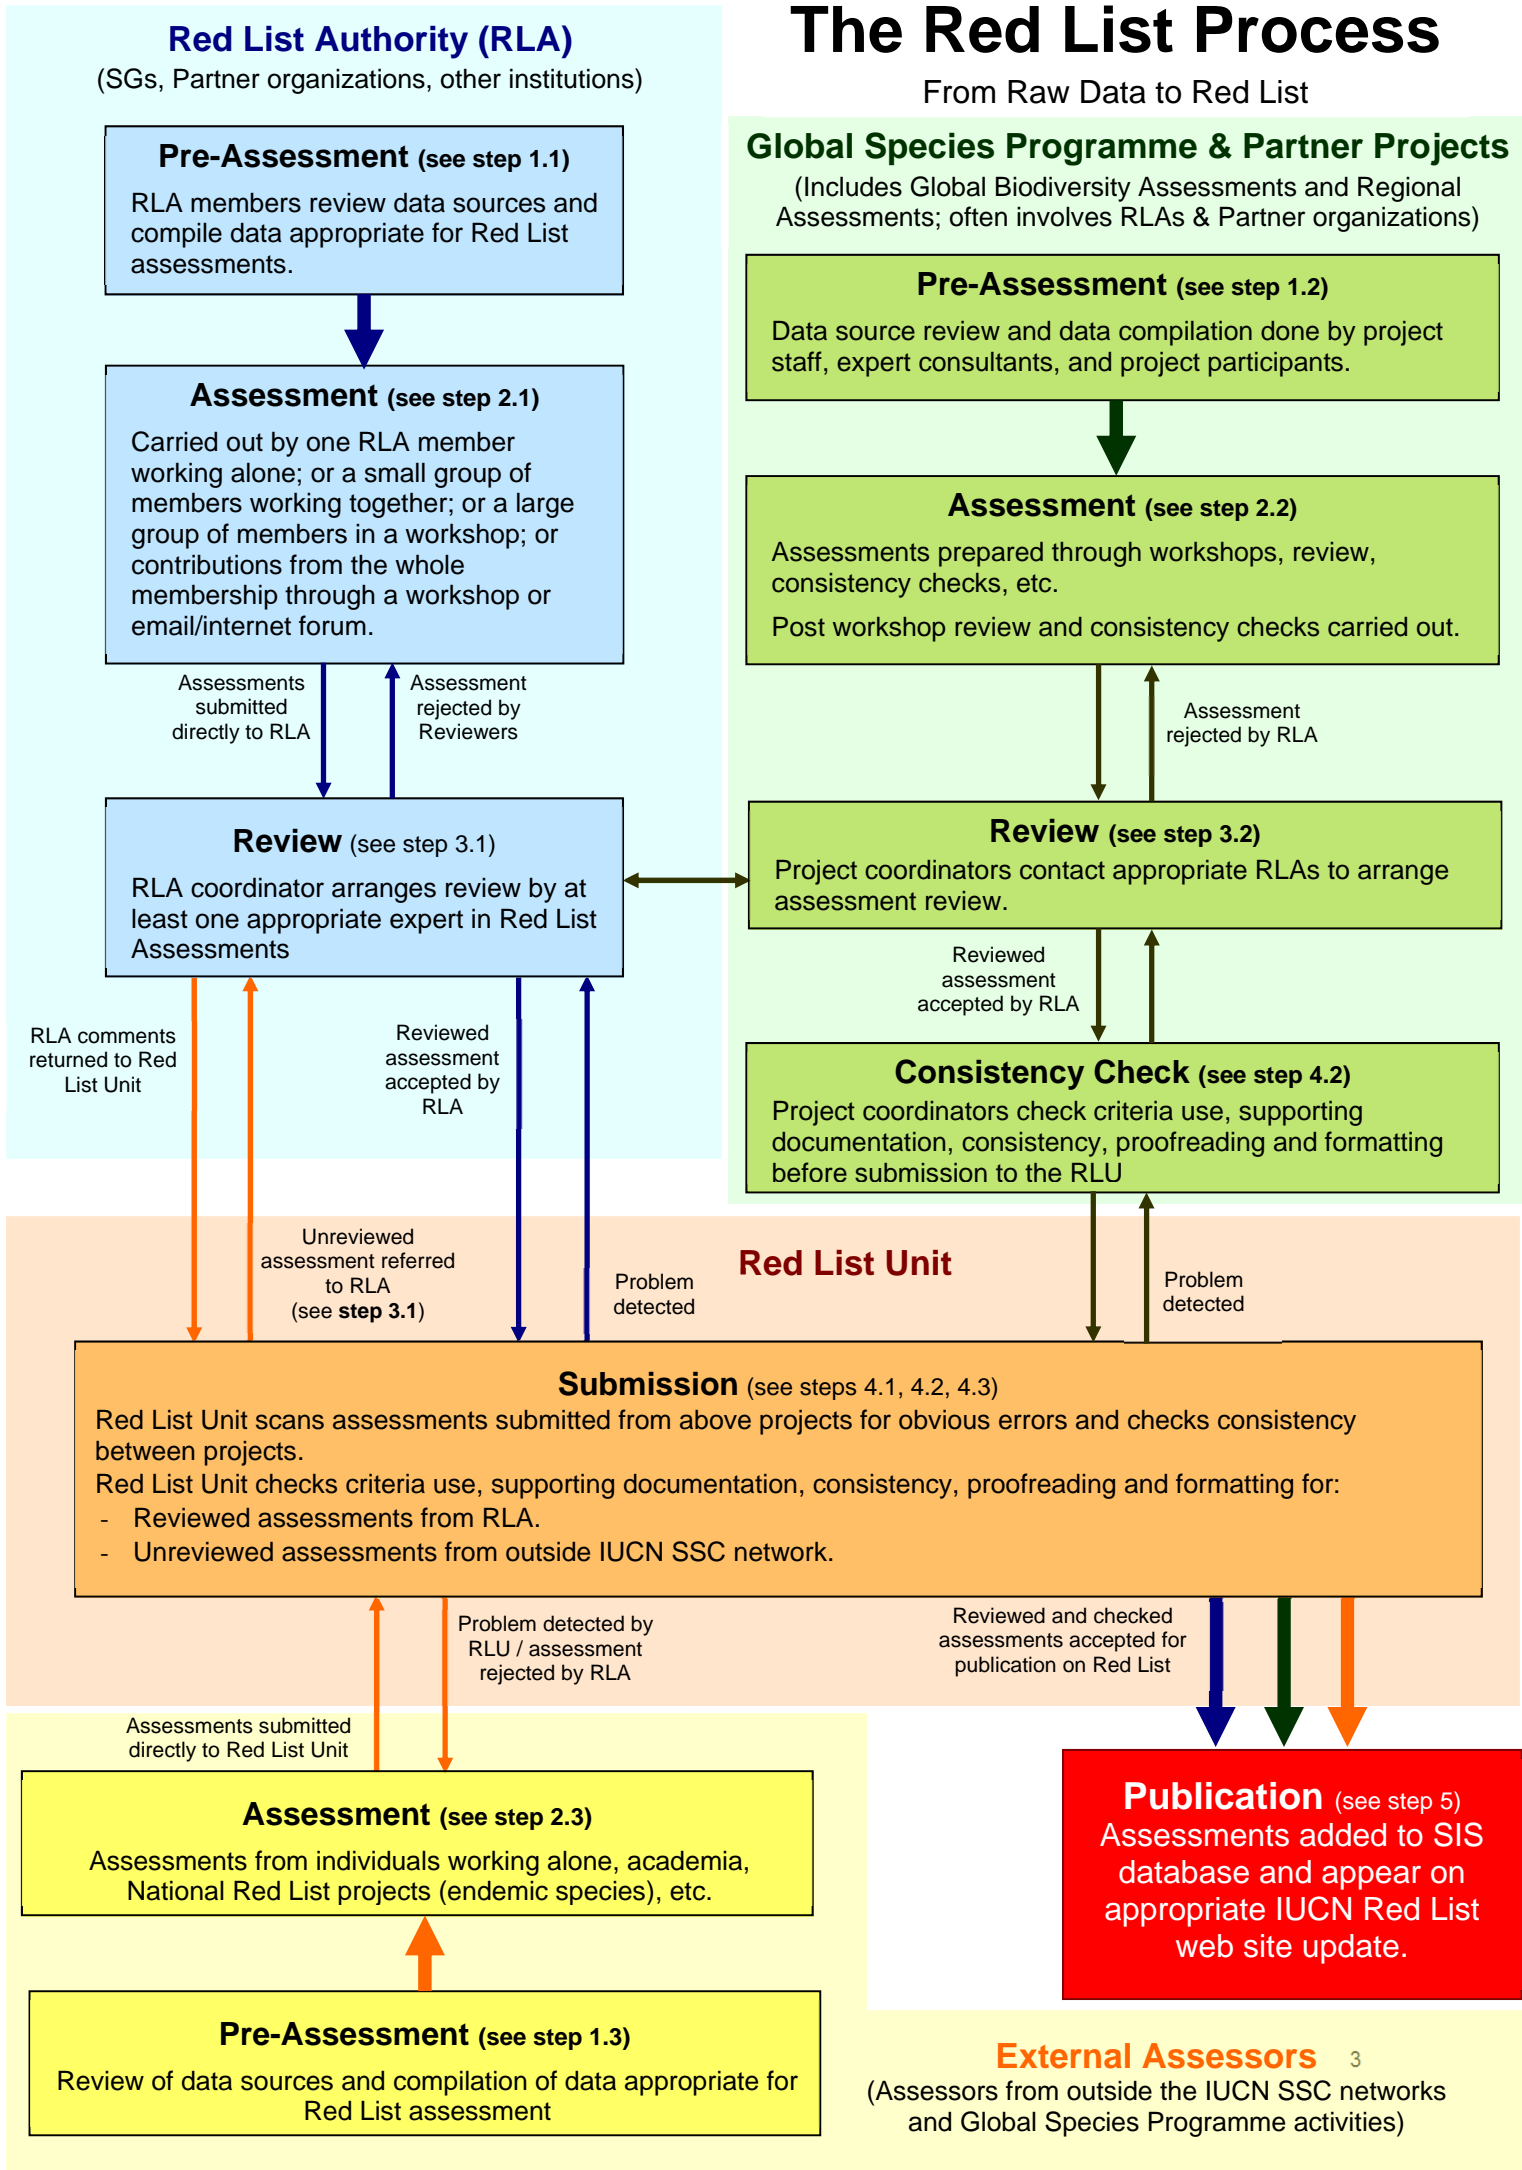 The Red List Process
From Raw Data to Red List
Red List Authority (RLA)
(SGs, Partner organizations, other institutions)
Pre-Assessment (see step 1.1)
RLA members review data sources and
compile data appropriate for Red List
assessments.
Assessment (see step 2.1)
Carried out by one RLA member
working alone; or a small group of
members working together; or a large
group of members in a workshop; or
contributions from the whole
membership through a workshop or
email/internet forum.
Assessments
submitted
directly to RLA
Assessment
rejected by
Reviewers
Review (see step 3.1)
RLA coordinator arranges review by at
least one appropriate expert in Red List
Assessments
RLA comments
returned to Red
List Unit
Reviewed
assessment
accepted by
RLA
Global Species Programme & Partner Projects
(Includes Global Biodiversity Assessments and Regional
Assessments; often involves RLAs & Partner organizations)
Pre-Assessment (see step 1.2)
Data source review and data compilation done by project
staff, expert consultants, and project participants.
Assessment (see step 2.2)
Assessments prepared through workshops, review,
consistency checks, etc.
Post workshop review and consistency checks carried out.
Assessment
rejected by RLA
Review (see step 3.2)
Project coordinators contact appropriate RLAs to arrange
assessment review.
Reviewed
assessment
accepted by RLA
Consistency Check (see step 4.2)
Project coordinators check criteria use, supporting
documentation, consistency, proofreading and formatting
before submission to the RLU
Red List Unit
Unreviewed
assessment referred
to RLA
(see step 3.1)
Problem
detected
Problem
detected
Submission (see steps 4.1, 4.2, 4.3)
Red List Unit scans assessments submitted from above projects for obvious errors and checks consistency
between projects.
Red List Unit checks criteria use, supporting documentation, consistency, proofreading and formatting for:
- Reviewed assessments from RLA.
- Unreviewed assessments from outside IUCN SSC network.
Problem detected by
RLU / assessment
rejected by RLA
Reviewed and checked
assessments accepted for
publication on Red List
Assessments submitted
directly to Red List Unit
Assessment (see step 2.3)
Assessments from individuals working alone, academia,
National Red List projects (endemic species), etc.
Pre-Assessment (see step 1.3)
Review of data sources and compilation of data appropriate for
Red List assessment
Publication (see step 5)
Assessments added to SIS
database and appear on
appropriate IUCN Red List
web site update.
External Assessors 3
(Assessors from outside the IUCN SSC networks
and Global Species Programme activities)